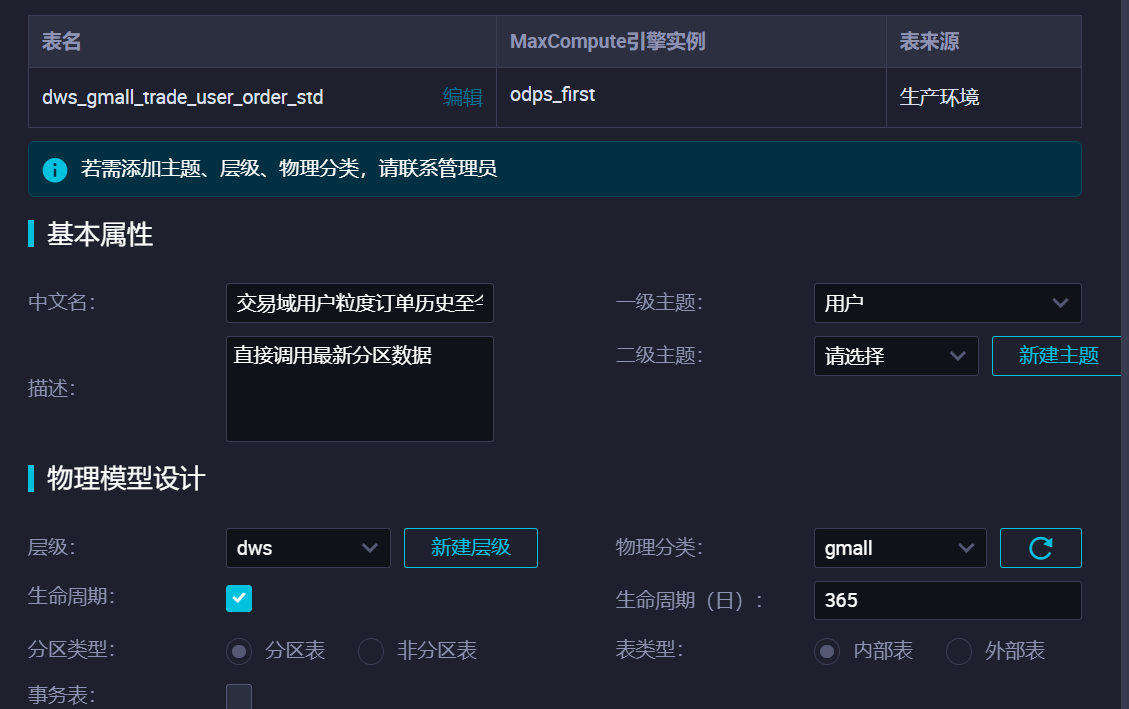 表名 MaxCompute引擎实例 表来源
dws_gmall_trade_user_order_std 编辑 odps_first 生产环境
若需添加主题、层级、物理分类，请联系管理员
基本属性
中文名： 交易域用户粒度订单历史至今 一级主题： 用户
描述： 直接调用最新分区数据 二级主题： 请选择 新建主题
物理模型设计
层级： dws 新建层级 物理分类： gmall
生命周期： 生命周期（日）： 365
分区类型： 分区表 非分区表 表类型： 内部表 外部表
事务表：